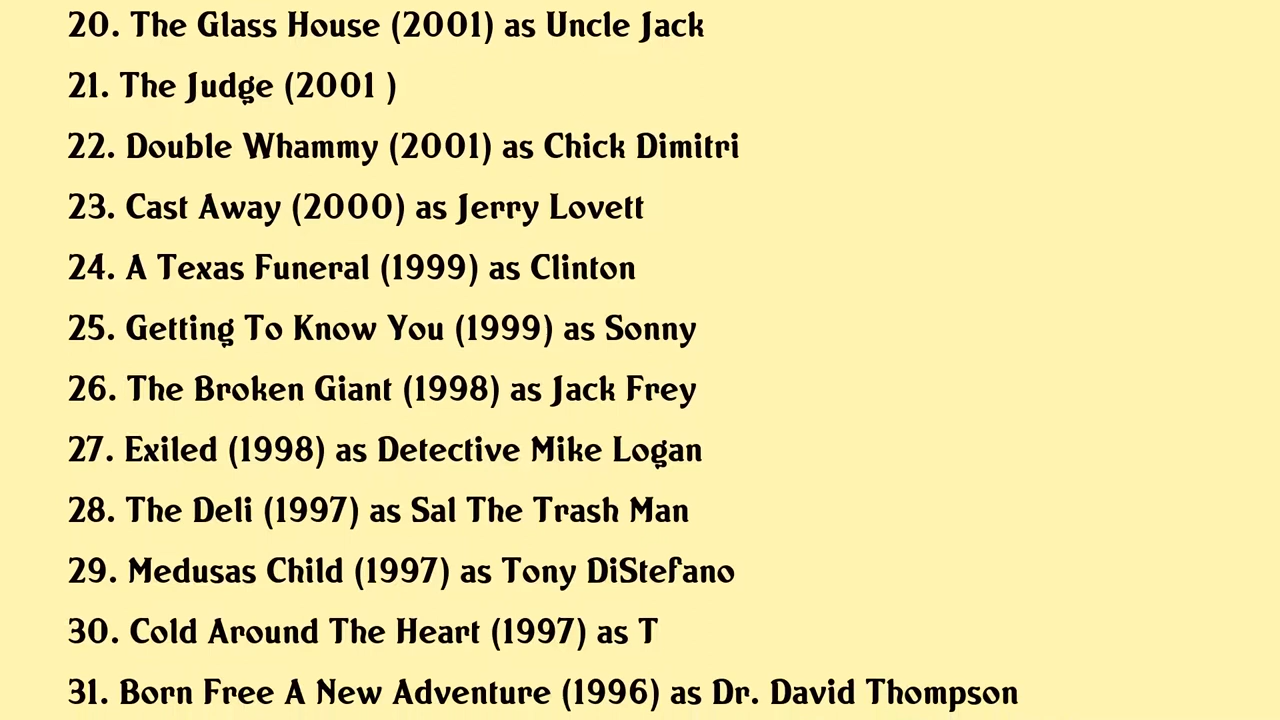 20. The Glass House (2001) as Uncle Jack
21. The Judge (2001 )
22. Double Whammy (2001) as Chick Dimitri
23. Cast Away (2000) as Jerry Lovett
24. A Texas Funeral (1999) as Clinton
25. Getting To Know You (1999) as Sonny
26. The Broken Giant (1998) as Jack Frey
27. Exiled (1998) as Detective Mike Logan
28. The Deli (1997) as Sal The Trash Man
29. Medusas Child (1997) as Tony DiStefano
30. Cold Around The Heart (1997) as T
31. Born Free A New Adventure (1996) as Dr. David Thompson